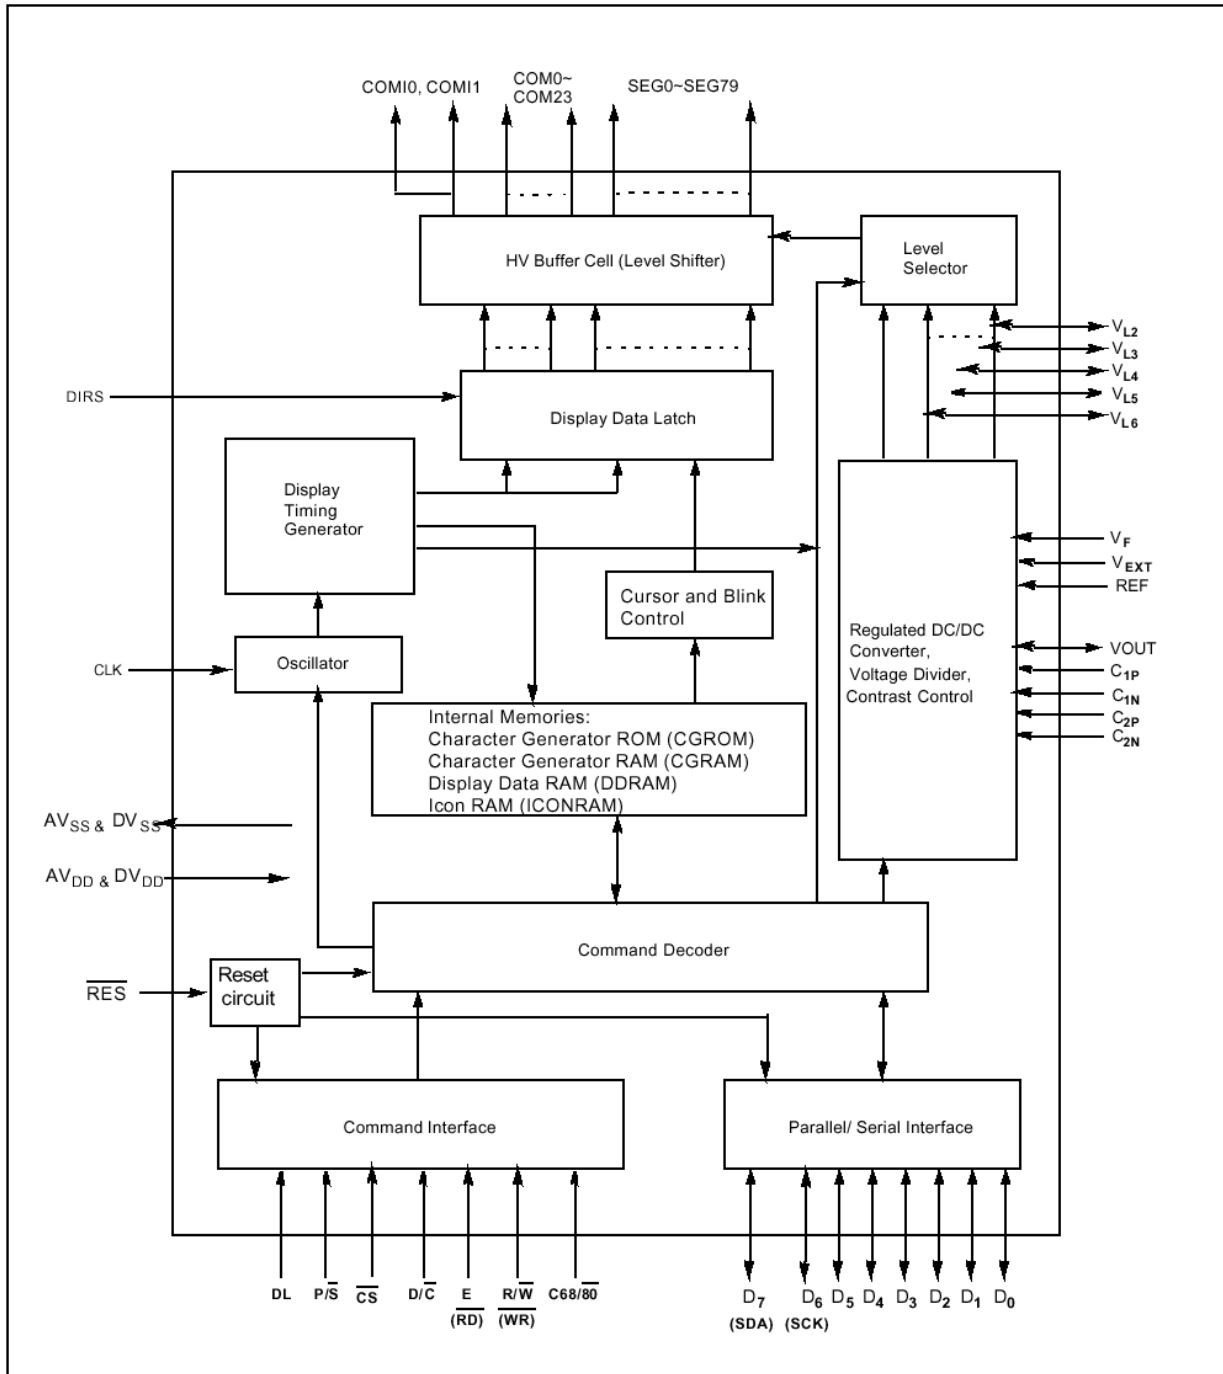 COMI0, COMI1
COM0~
COM23
SEG0~SEG79
HV Buffer Cell (Level Shifter)
Level
Selector
VL2
VL3
VL4
VL5
VL6
DIRS
Display Data Latch
Display
Timing
Generator
VF
VEXT
REF
Cursor and Blink
Control
Regulated DC/DC
Converter,
Voltage Divider,
Contrast Control
VOUT
C1P
C1N
C2P
C2N
CLK
Oscillator
Internal Memories:
Character Generator ROM (CGROM)
Character Generator RAM (CGRAM)
Display Data RAM (DDRAM)
Icon RAM (ICONRAM)
AVSS & DVSS
AVDD & DVDD
Command Decoder
RES
Reset
circuit
Command Interface
Parallel/ Serial Interface
DL
P/S
CS
D/C
E
(RD)
R/W
(WR)
C68/80
D7
(SDA)
D6
(SCK)
D5
D4
D3
D2
D1
D0